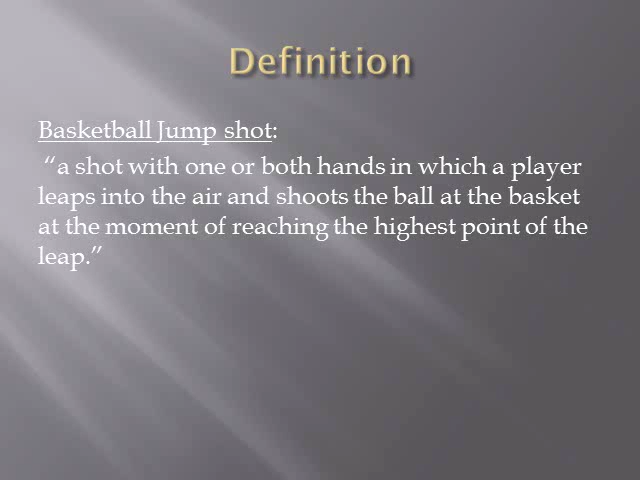 Definition
Basketball Jump shot:
“a shot with one or both hands in which a player
leaps into the air and shoots the ball at the basket
at the moment of reaching the highest point of the
leap.”